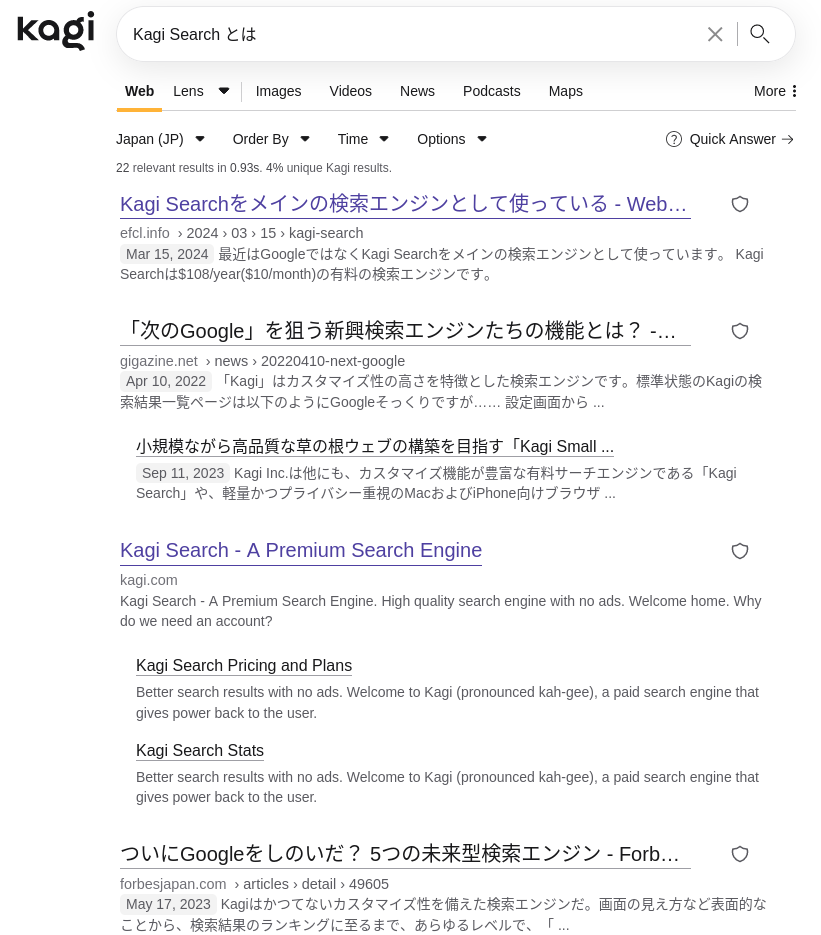 kagi
Kagi Search とは
Web Lens Images Videos News Podcasts Maps More
Japan (JP) Order By Time Options Quick Answer
22 relevant results in 0.93s. 4% unique Kagi results.
Kagi Searchをメインの検索エンジンとして使っている - Web…
efcl.info › 2024 › 03 › 15 › kagi-search
Mar 15, 2024 最近はGoogleではなくKagi Searchをメインの検索エンジンとして使っています。 Kagi
Searchは$108/year($10/month)の有料の検索エンジンです。
「次のGoogle」を狙う新興検索エンジンたちの機能とは？ -…
gigazine.net › news › 20220410-next-google
Apr 10, 2022 「Kagi」はカスタマイズ性の高さを特徴とした検索エンジンです。標準状態のKagiの検
索結果一覧ページは以下のようにGoogleそっくりですが…… 設定画面から ...
小規模ながら高品質な草の根ウェブの構築を目指す「Kagi Small ...
Sep 11, 2023 Kagi Inc.は他にも、カスタマイズ機能が豊富な有料サーチエンジンである「Kagi
Search」や、軽量かつプライバシー重視のMacおよびiPhone向けブラウザ ...
Kagi Search - A Premium Search Engine
kagi.com
Kagi Search - A Premium Search Engine. High quality search engine with no ads. Welcome home. Why
do we need an account?
Kagi Search Pricing and Plans
Better search results with no ads. Welcome to Kagi (pronounced kah-gee), a paid search engine that
gives power back to the user.
Kagi Search Stats
Better search results with no ads. Welcome to Kagi (pronounced kah-gee), a paid search engine that
gives power back to the user.
ついにGoogleをしのいだ？ 5つの未来型検索エンジン - Forb…
forbesjapan.com › articles › detail › 49605
May 17, 2023 Kagiはかつてないカスタマイズ性を備えた検索エンジンだ。画面の見え方など表面的な
ことから、検索結果のランキングに至るまで、あらゆるレベルで、「 ...